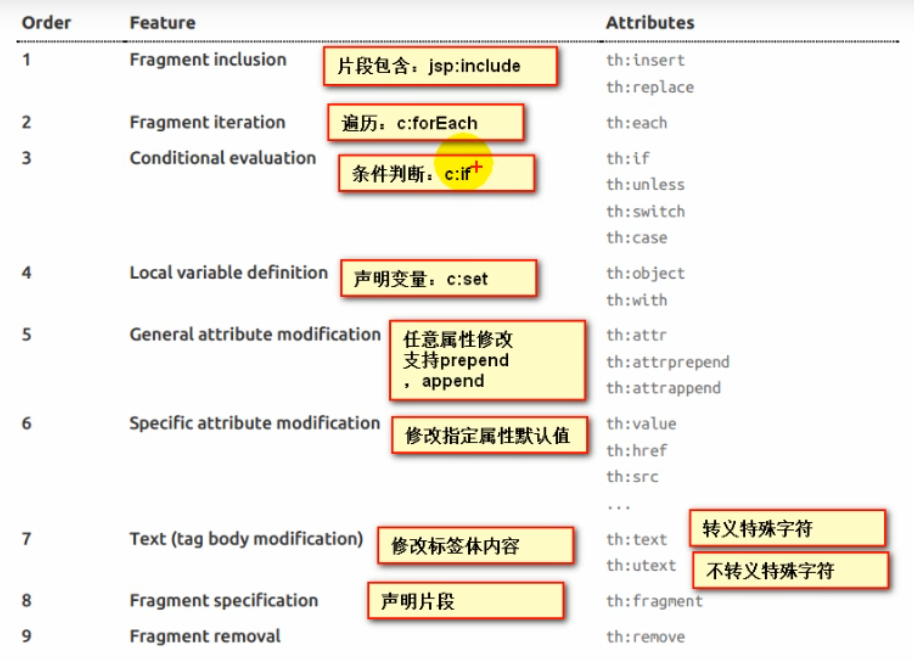 Order Feature Attributes
1 Fragment inclusion 片段包含：jsp:include th:insert
th:replace
2 Fragment iteration 遍历：c:forEach th:each
3 Conditional evaluation 条件判断：c:if th:if
th:unless
th:switch
th:case
4 Local variable definition 声明变量：c:set th:object
th:with
5 General attribute modification 任意属性修改 th:attr
支持prepend th:attrprepend
，append th:attrappend
6 Specific attribute modification 修改指定属性默认值 th:value
th:href
th:src
...
7 Text (tag body modification) 修改标签体内容 th:text 转义特殊字符
th:utext 不转义特殊字符
8 Fragment specification 声明片段 th:fragment
9 Fragment removal th:remove